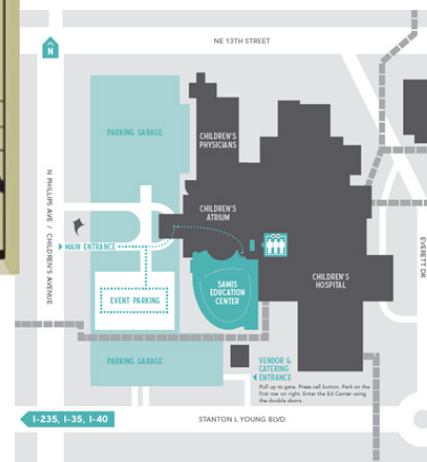 NE 13TH STREET
N
PARKING GARAGE
CHILDREN'S
PHYSICIANS
N PHILLIPS AVE / CHILDREN'S AVENUE
CHILDREN'S
ATRIUM
MAIN ENTRANCE
EVERETT DR
SAMIS
EDUCATION
CENTER
CHILDREN'S
HOSPITAL
EVENT PARKING
PARKING GARAGE
VENDOR &
CATERING
ENTRANCE
Pull up to gate. Press call button. Park on the
first row on right. Enter the Ed Center using
the double doors.
I-235, I-35, I-40
STANTON L YOUNG BLVD